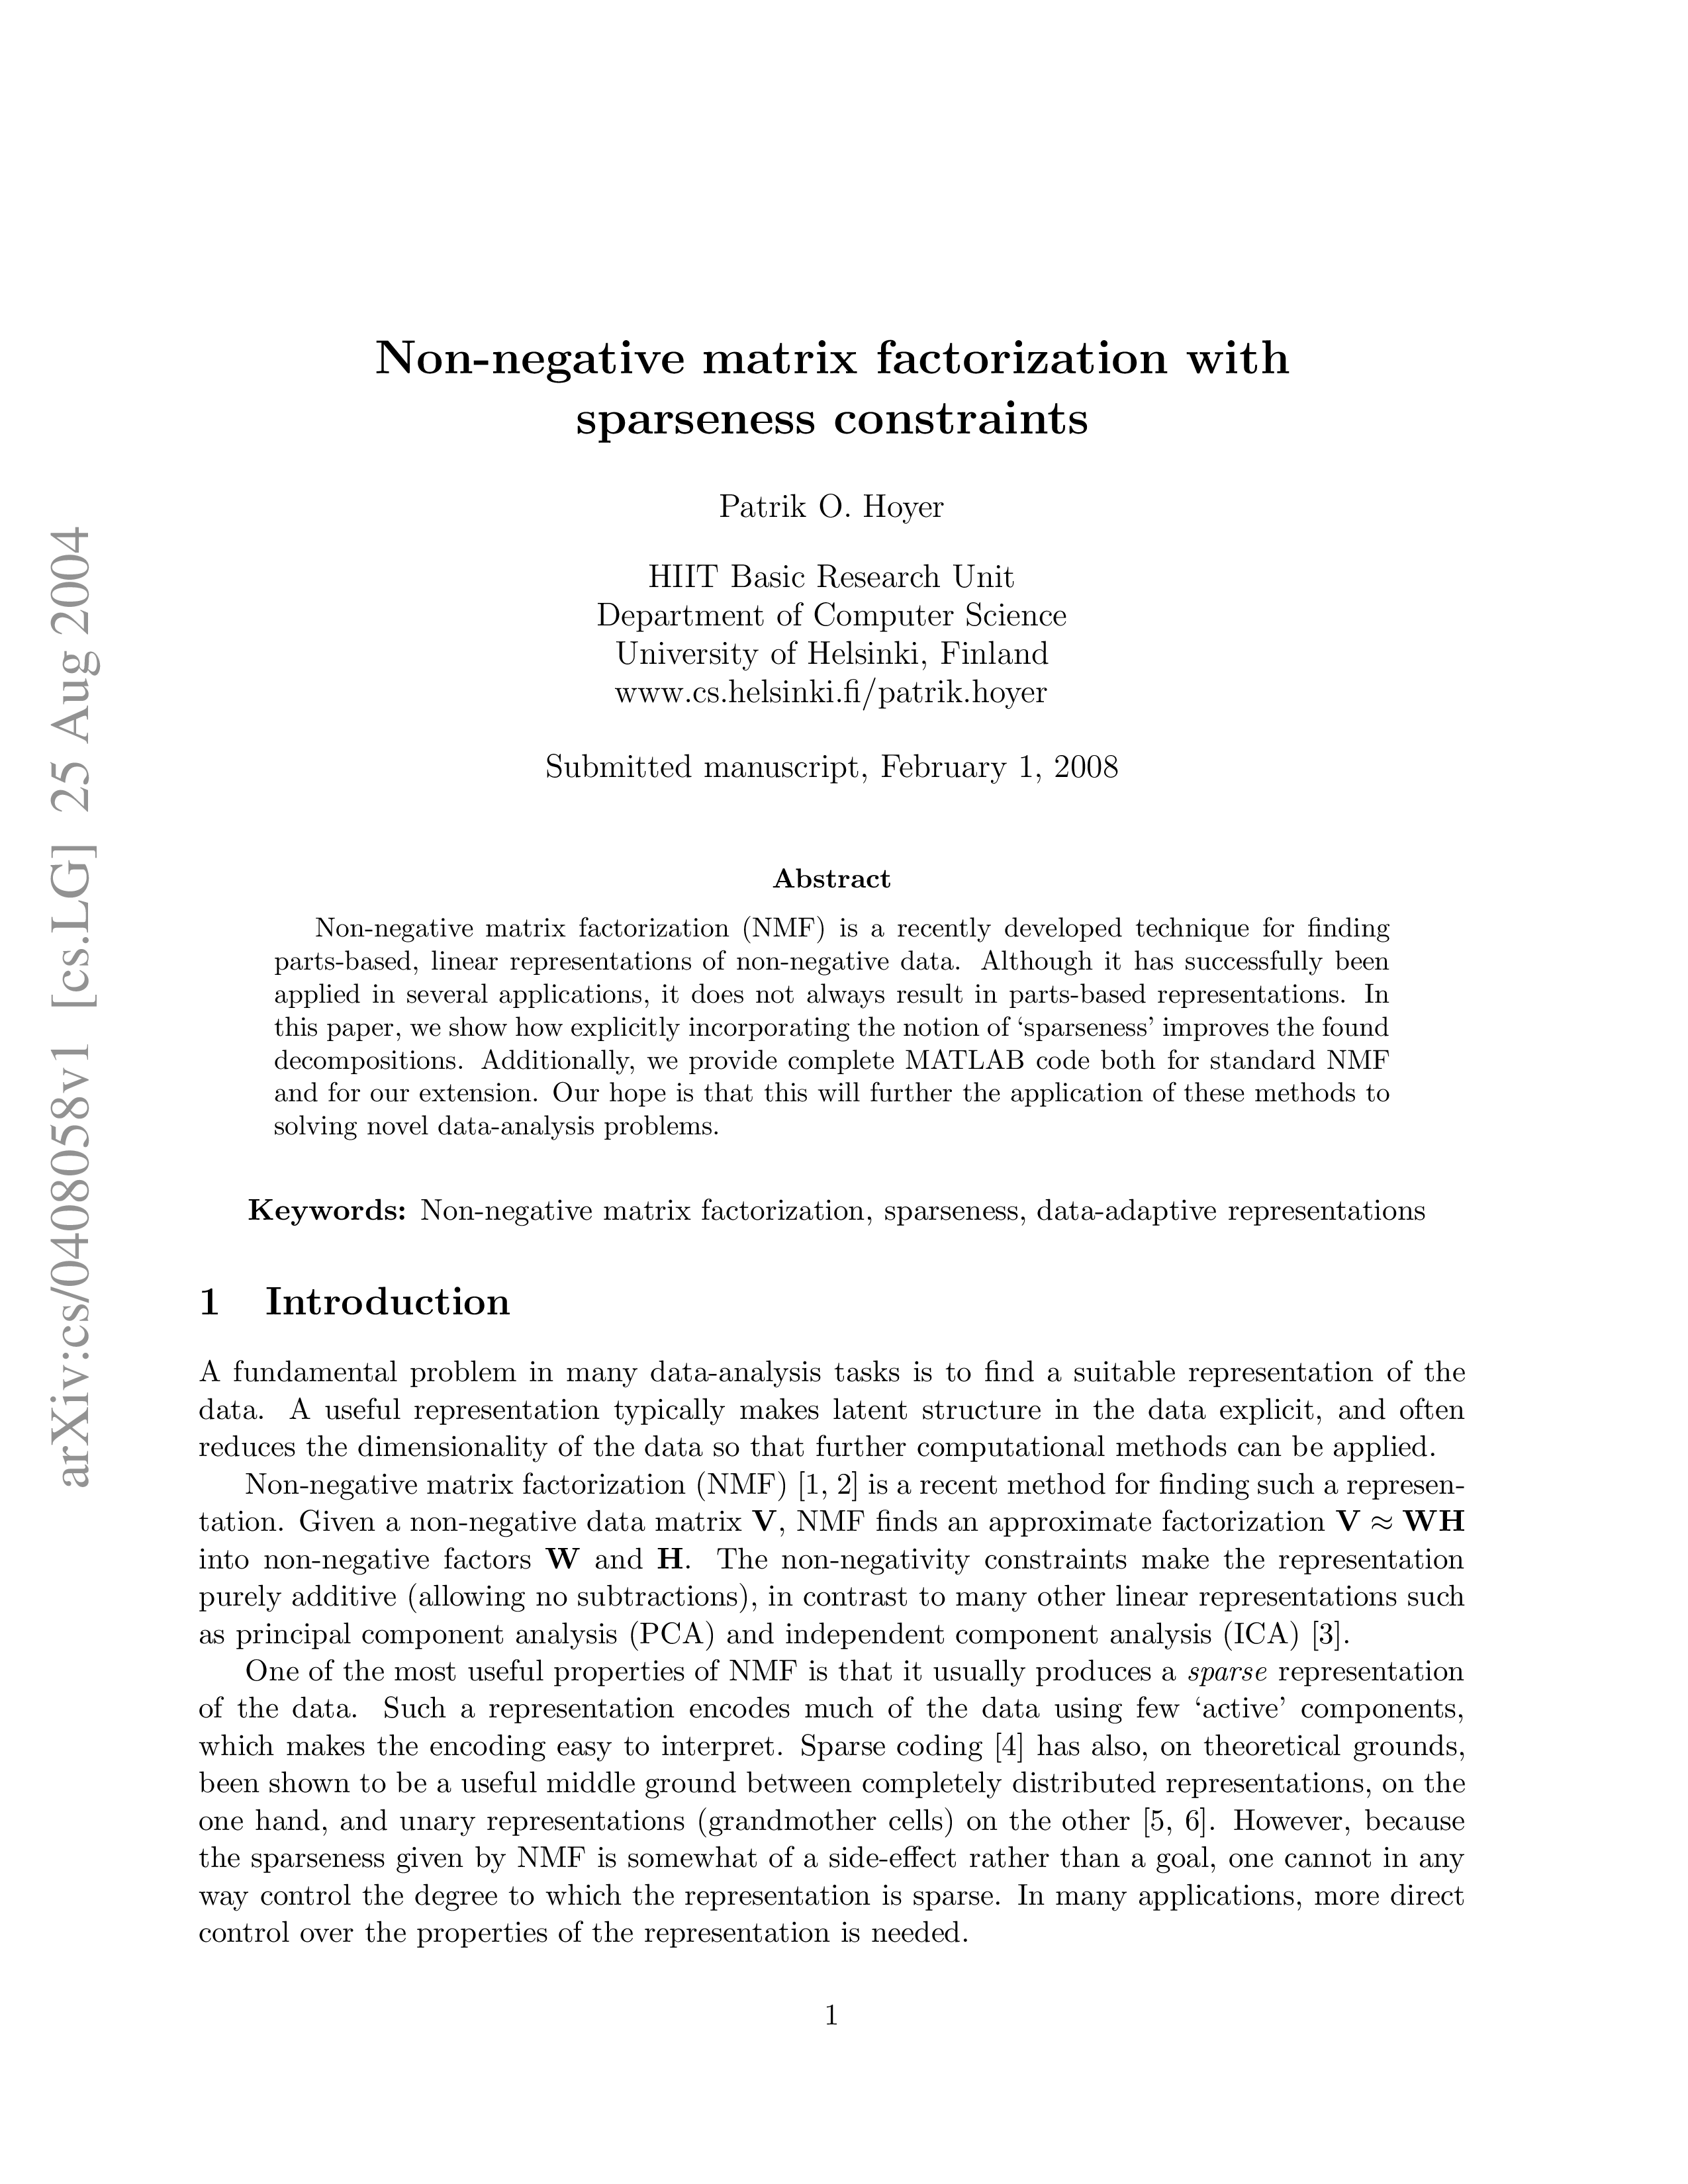 Non-negative matrix factorization with
sparseness constraints
Patrik O. Hoyer
HIIT Basic Research Unit
Department of Computer Science
University of Helsinki, Finland
www.cs.helsinki.fi/patrik.hoyer
Submitted manuscript, February 1, 2008
Abstract
Non-negative matrix factorization (NMF) is a recently developed technique for finding
parts-based, linear representations of non-negative data. Although it has successfully been
applied in several applications, it does not always result in parts-based representations. In
this paper, we show how explicitly incorporating the notion of ‘sparseness’ improves the found
decompositions. Additionally, we provide complete MATLAB code both for standard NMF
and for our extension. Our hope is that this will further the application of these methods to
solving novel data-analysis problems.
Keywords: Non-negative matrix factorization, sparseness, data-adaptive representations
1 Introduction
A fundamental problem in many data-analysis tasks is to find a suitable representation of the
data. A useful representation typically makes latent structure in the data explicit, and often
reduces the dimensionality of the data so that further computational methods can be applied.
Non-negative matrix factorization (NMF) [1, 2] is a recent method for finding such a represen-
tation. Given a non-negative data matrix V, NMF finds an approximate factorization V ≈ WH
into non-negative factors W and H. The non-negativity constraints make the representation
purely additive (allowing no subtractions), in contrast to many other linear representations such
as principal component analysis (PCA) and independent component analysis (ICA) [3].
One of the most useful properties of NMF is that it usually produces a sparse representation
of the data. Such a representation encodes much of the data using few ‘active’ components,
which makes the encoding easy to interpret. Sparse coding [4] has also, on theoretical grounds,
been shown to be a useful middle ground between completely distributed representations, on the
one hand, and unary representations (grandmother cells) on the other [5, 6]. However, because
the sparseness given by NMF is somewhat of a side-effect rather than a goal, one cannot in any
way control the degree to which the representation is sparse. In many applications, more direct
control over the properties of the representation is needed.
1
arXiv:cs/0408058v1 [cs.LG] 25 Aug 2004